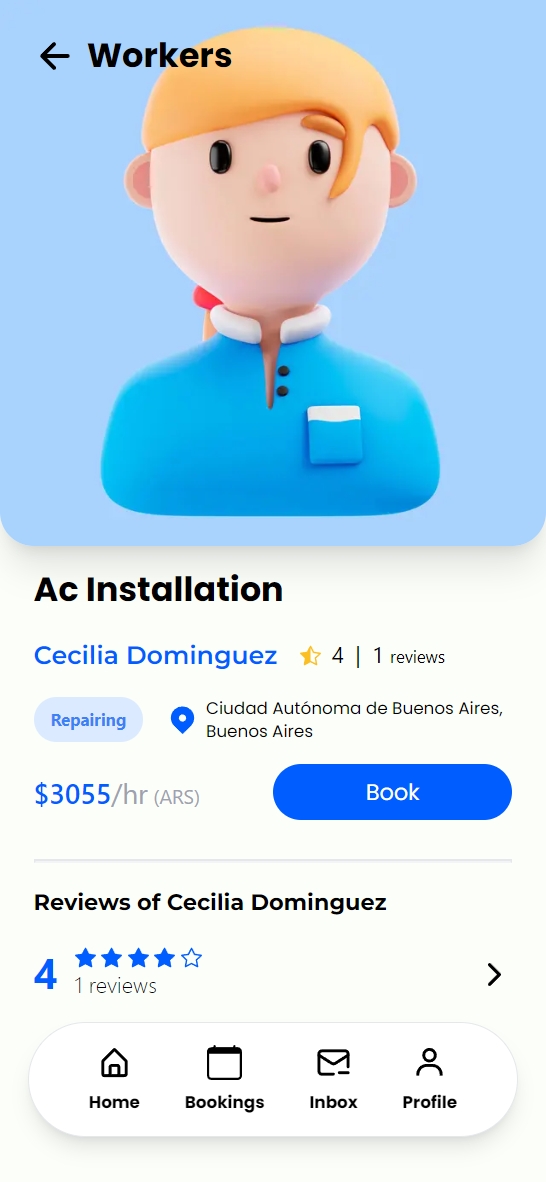 Workers
Ac Installation
Cecilia Dominguez 4 | 1 reviews
Repairing
Ciudad Autónoma de Buenos Aires,
Buenos Aires
$3055/hr (ARS)
Book
Reviews of Cecilia Dominguez
4
1 reviews
Home Bookings Inbox Profile